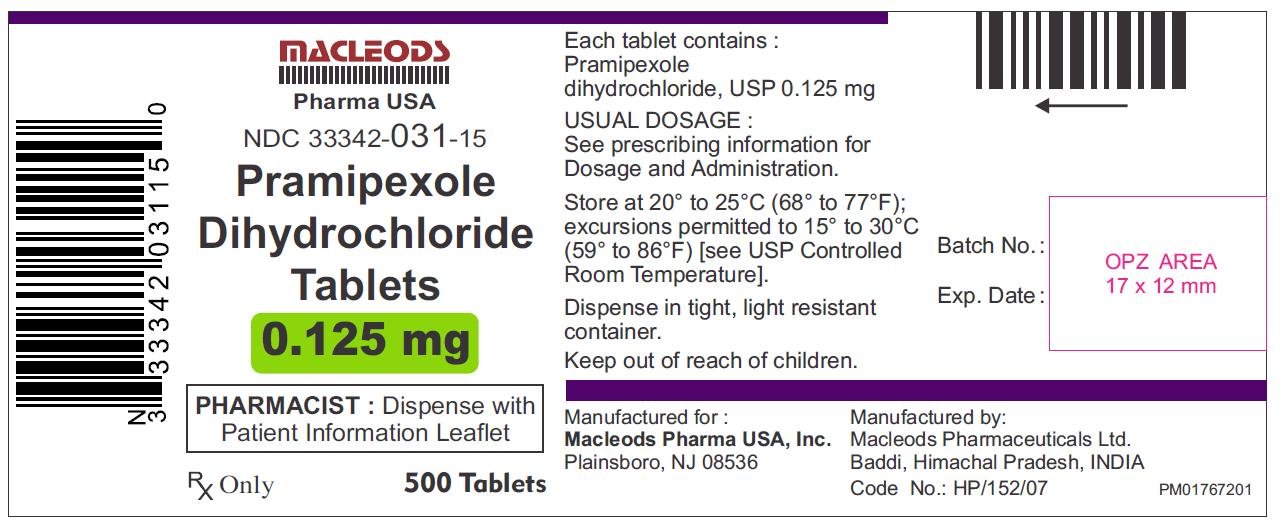 N
3 33342 03115 0
MACLEODS
Pharma USA
NDC 33342-031-15
Pramipexole
Dihydrochloride
Tablets
0.125 mg
PHARMACIST : Dispense with
Patient Information Leaflet
Rx Only
500 Tablets
Each tablet contains :
Pramipexole
dihydrochloride, USP 0.125 mg
USUAL DOSAGE :
See prescribing information for
Dosage and Administration.
Store at 20° to 25°C (68° to 77°F);
excursions permitted to 15° to 30°C
(59° to 86°F) [see USP Controlled
Room Temperature].
Dispense in tight, light resistant
container.
Keep out of reach of children.
Manufactured for :
Macleods Pharma USA, Inc.
Plainsboro, NJ 08536
Manufactured by:
Macleods Pharmaceuticals Ltd.
Baddi, Himachal Pradesh, INDIA
Code No.: HP/152/07
PM01767201
Batch No. :
Exp. Date :
OPZ AREA
17 x 12 mm